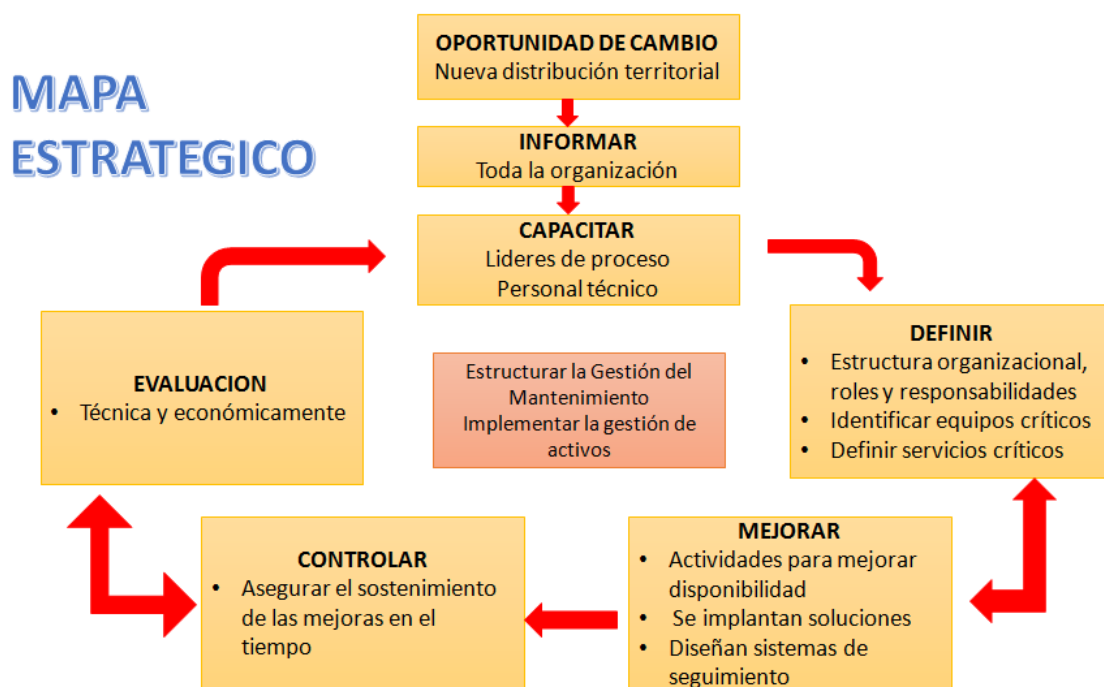 MAPA
ESTRATEGICO
OPORTUNIDAD DE CAMBIO
Nueva distribución territorial
INFORMAR
Toda la organización
CAPACITAR
Lideres de proceso
Personal técnico
DEFINIR
• Estructura organizacional,
roles y responsabilidades
• Identificar equipos críticos
• Definir servicios críticos
EVALUACION
• Técnica y económicamente
Estructurar la Gestión del
Mantenimiento
Implementar la gestión de
activos
MEJORAR
• Actividades para mejorar
disponibilidad
• Se implantan soluciones
• Diseñan sistemas de
seguimiento
CONTROLAR
• Asegurar el sostenimiento
de las mejoras en el
tiempo